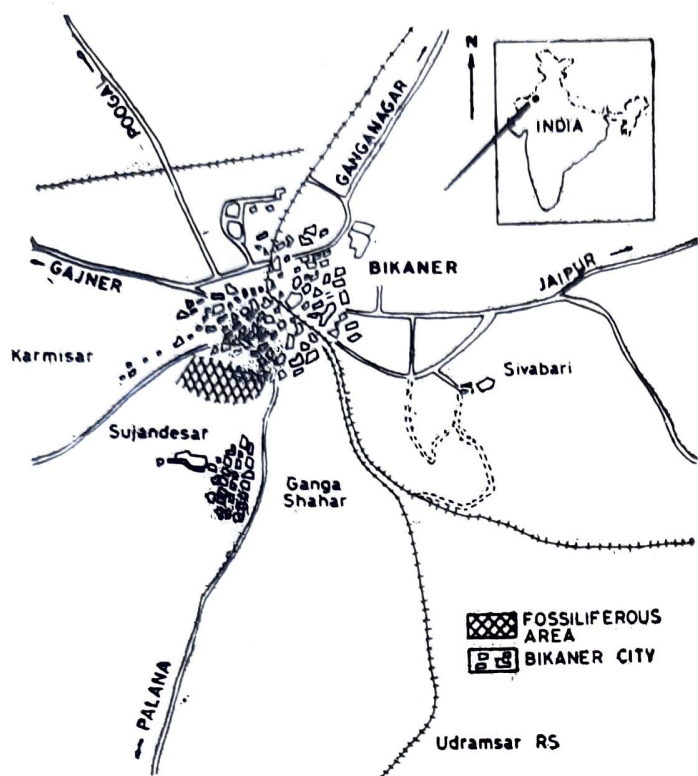 N
INDIA
POOGAL
GANGANAGAR
BIKANER
GAJNER
JAIPUR
Karmisar
Sivabari
Sujandesar
Ganga
Shahar
FOSSILIFEROUS
AREA
BIKANER CITY
PALANA
Udramsar RS